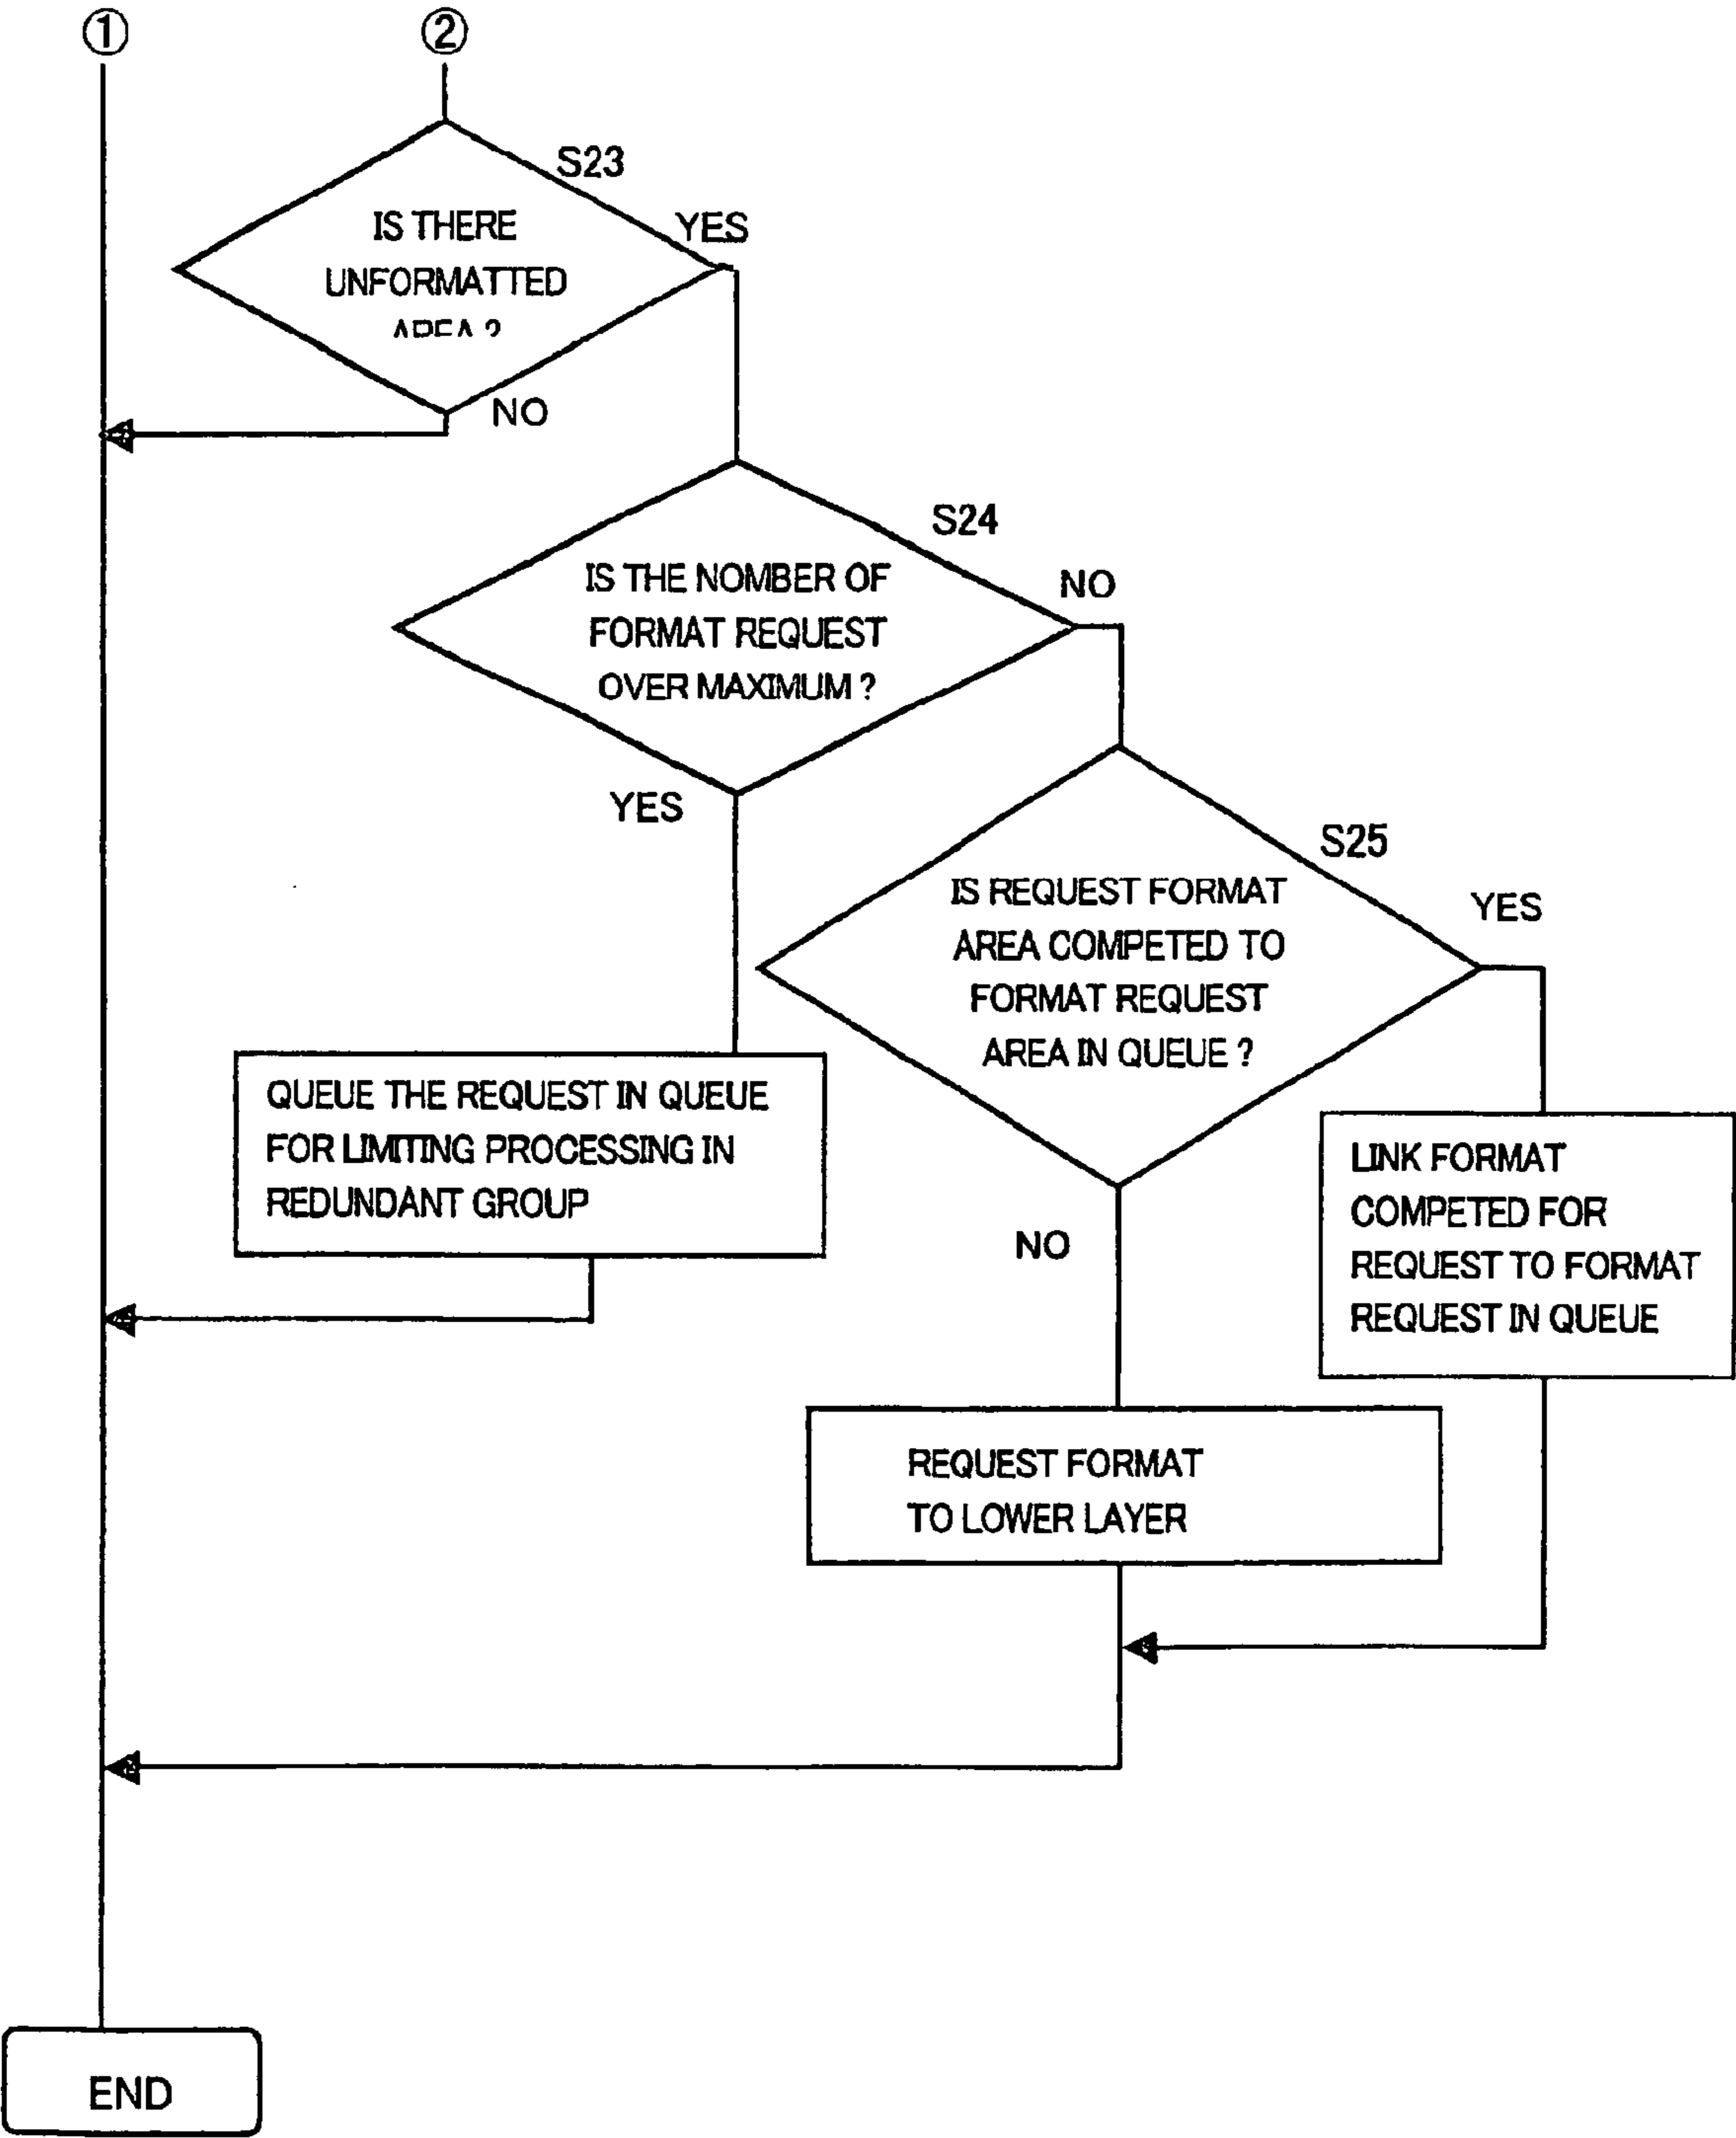 ① ②
S23
IS THERE
UNFORMATTED
AREA ?
YES
NO
S24
IS THE NOMBER OF
FORMAT REQUEST
OVER MAXIMUM ?
NO
YES
S25
IS REQUEST FORMAT
AREA COMPETED TO
FORMAT REQUEST
AREA IN QUEUE ?
YES
NO
QUEUE THE REQUEST IN QUEUE
FOR LIMITING PROCESSING IN
REDUNDANT GROUP
LINK FORMAT
COMPETED FOR
REQUEST TO FORMAT
REQUEST IN QUEUE
REQUEST FORMAT
TO LOWER LAYER
END